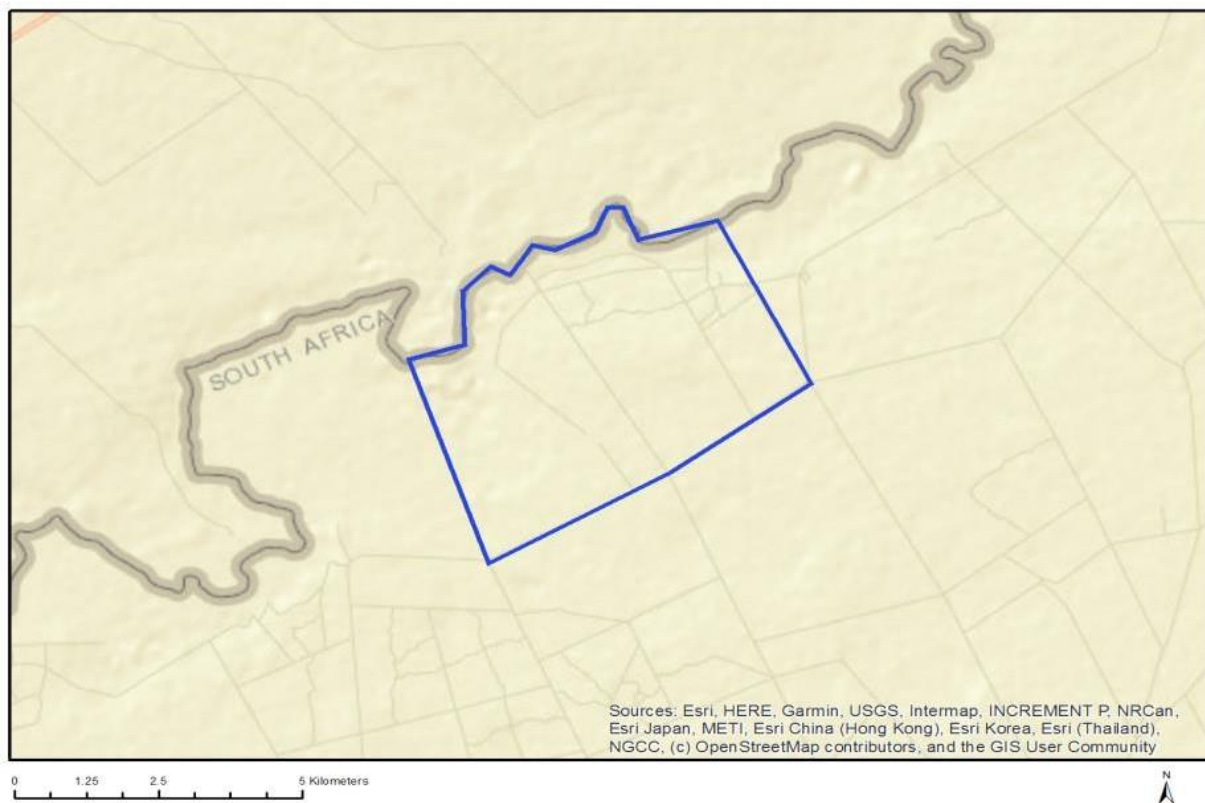 SOUTH AFRICA
Sources: Esri, HERE, Garmin, USGS, Intermap, INCREMENT P, NRCan,
Esri Japan, METI, Esri China (Hong Kong), Esri Korea, Esri (Thailand),
NGCC, (c) OpenStreetMap contributors, and the GIS User Community
0 1.25 2.5 5 Kilometers
N